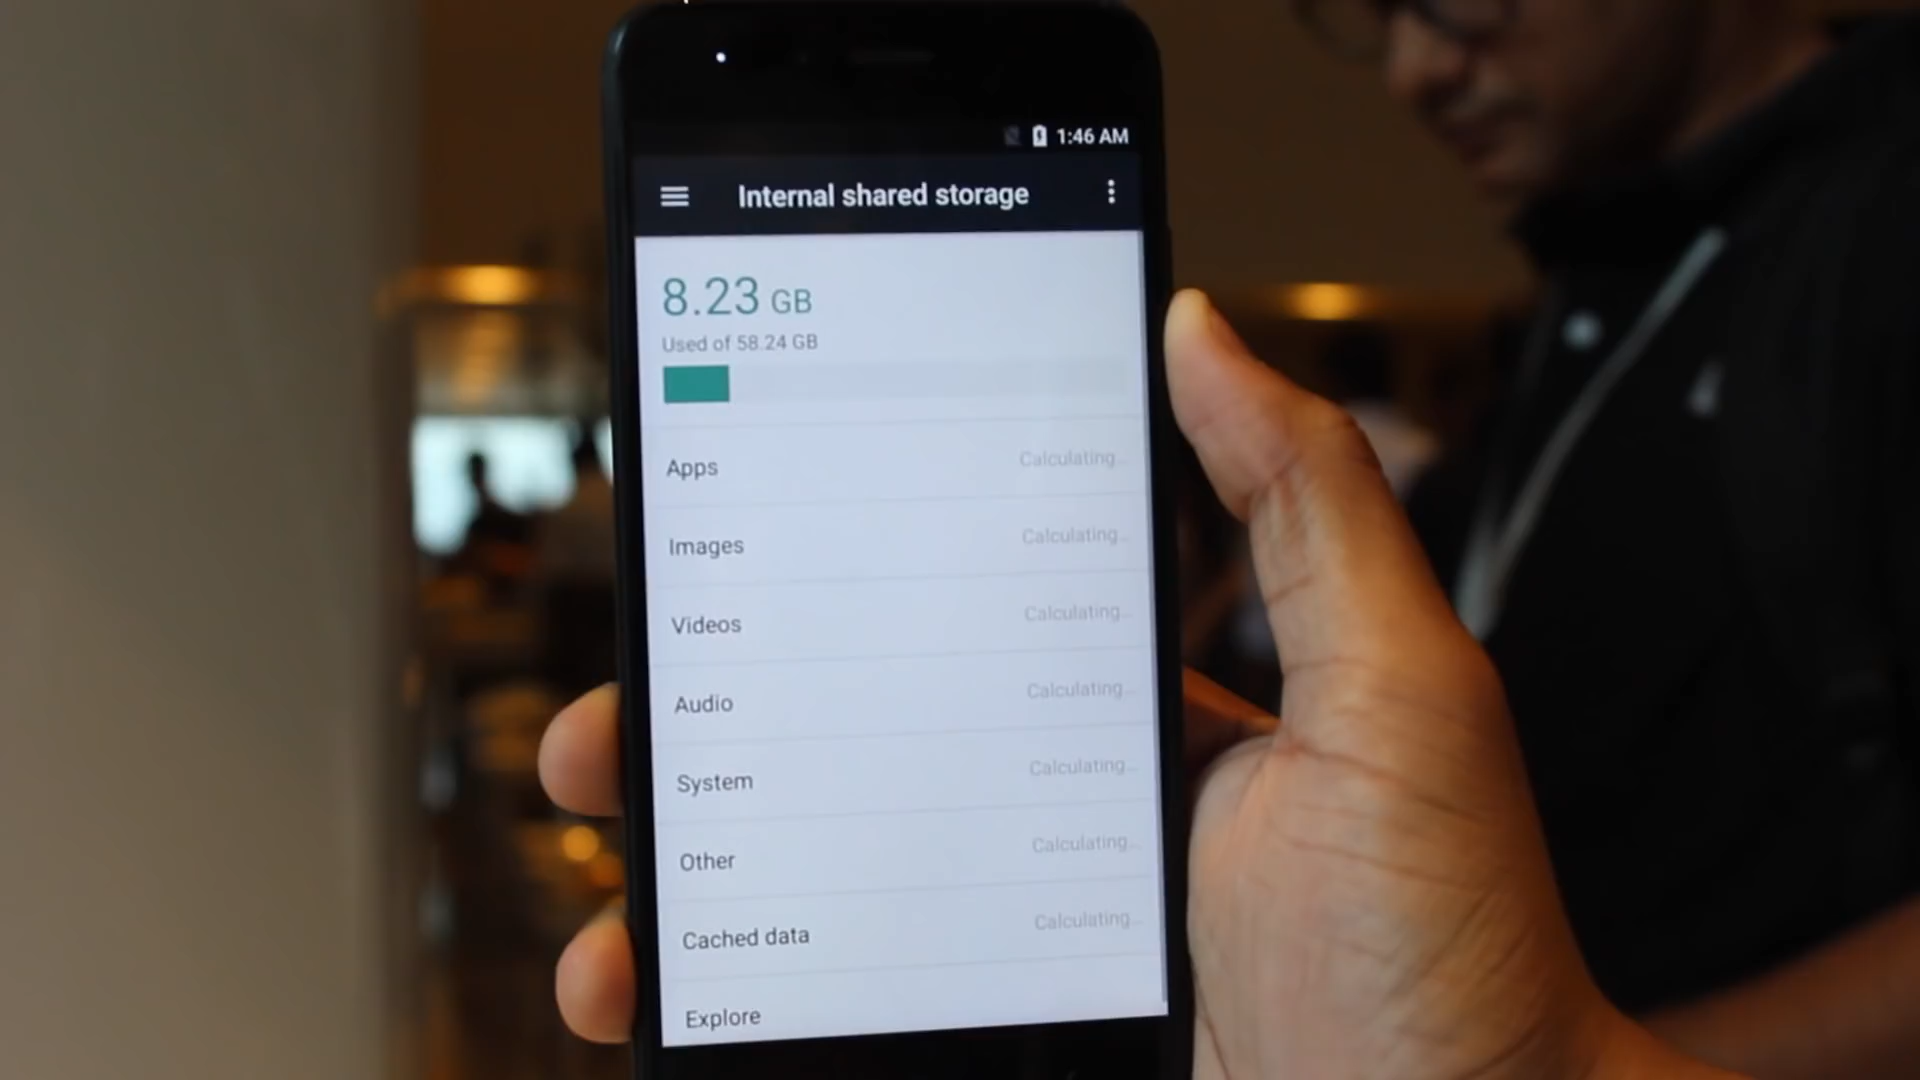 1:46 AM
Internal shared storage
8.23 GB
Used of 58.24 GB
Apps Calculating...
Images Calculating...
Videos Calculating...
Audio Calculating...
System Calculating...
Other Calculating...
Cached data Calculating...
Explore